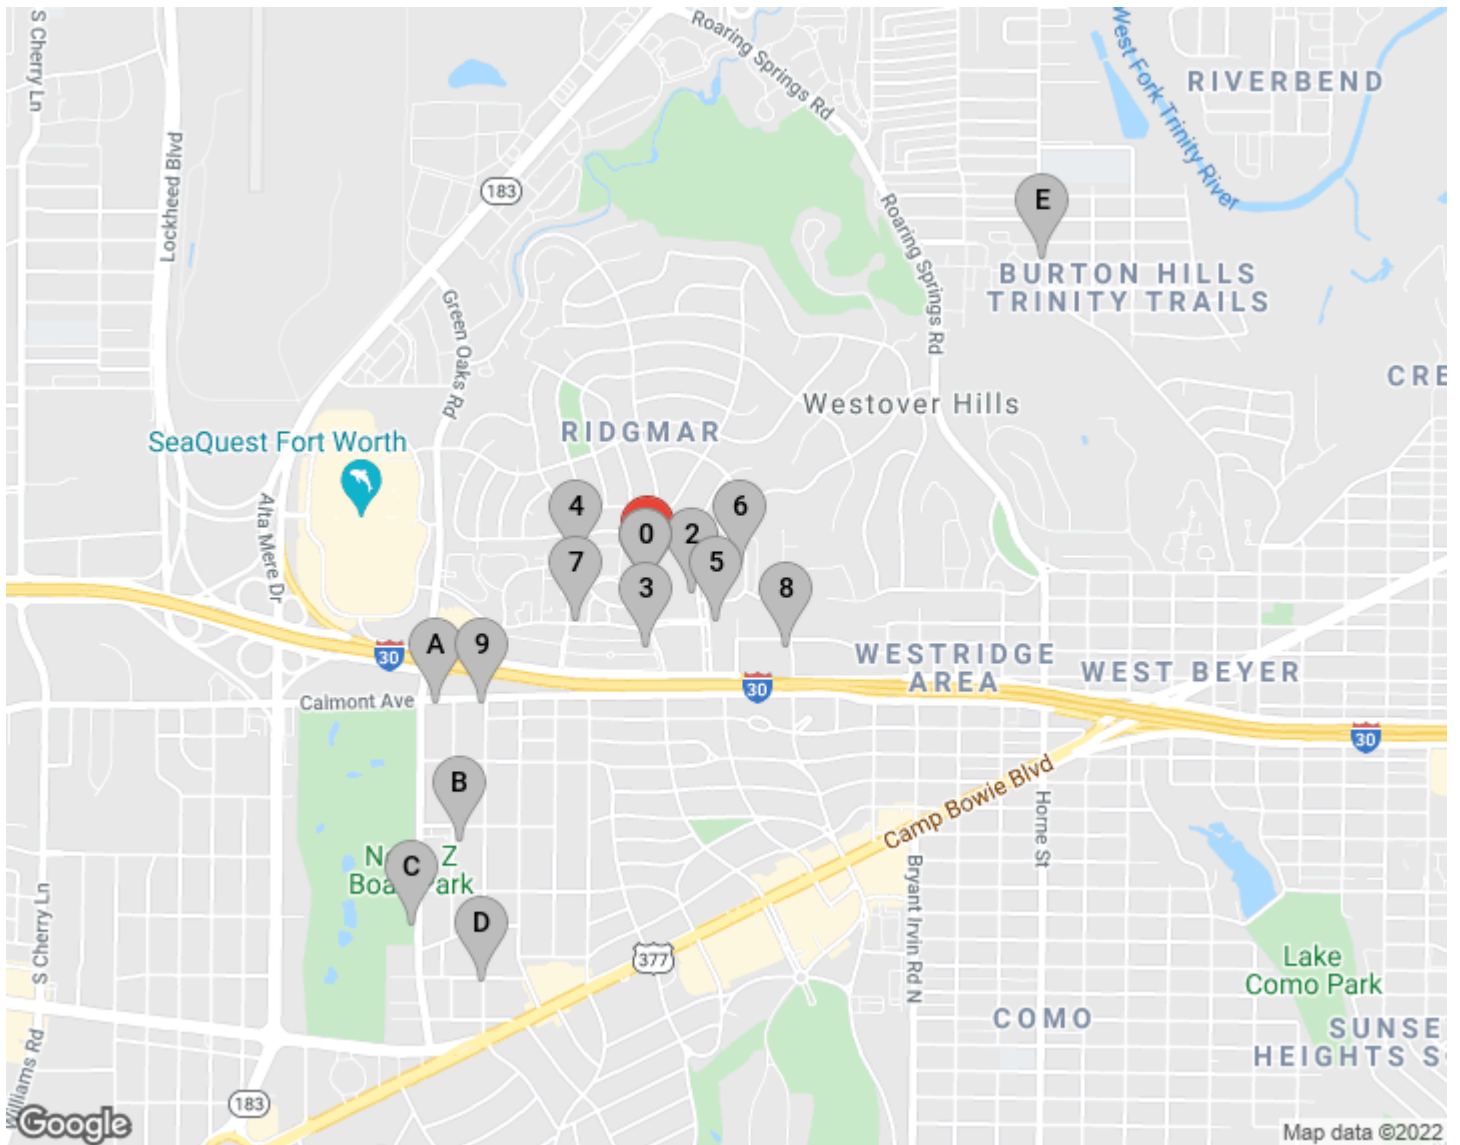 S Cherry Ln
Lockheed Blvd
Roaring Springs Rd
West Fork Trinity River
RIVERBEND
183
Roaring Springs Rd
E
BURTON HILLS
TRINITY TRAILS
Green Oaks Rd
CRE
Westover Hills
RIDGMAR
SeaQuest Fort Worth
Alta Mere Dr
4
6
0
2
7
5
3
8
A
9
30
WESTRIDGE
AREA
WEST BEYER
30
Calmont Ave
30
B
Camp Bowie Blvd
Horne St
C
Z
Park
Bryant Irvin Rd N
D
S Cherry Ln
377
Lake
Como Park
COMO
SUNSE
HEIGHTS S
Williams Rd
183
Google
Map data ©2022